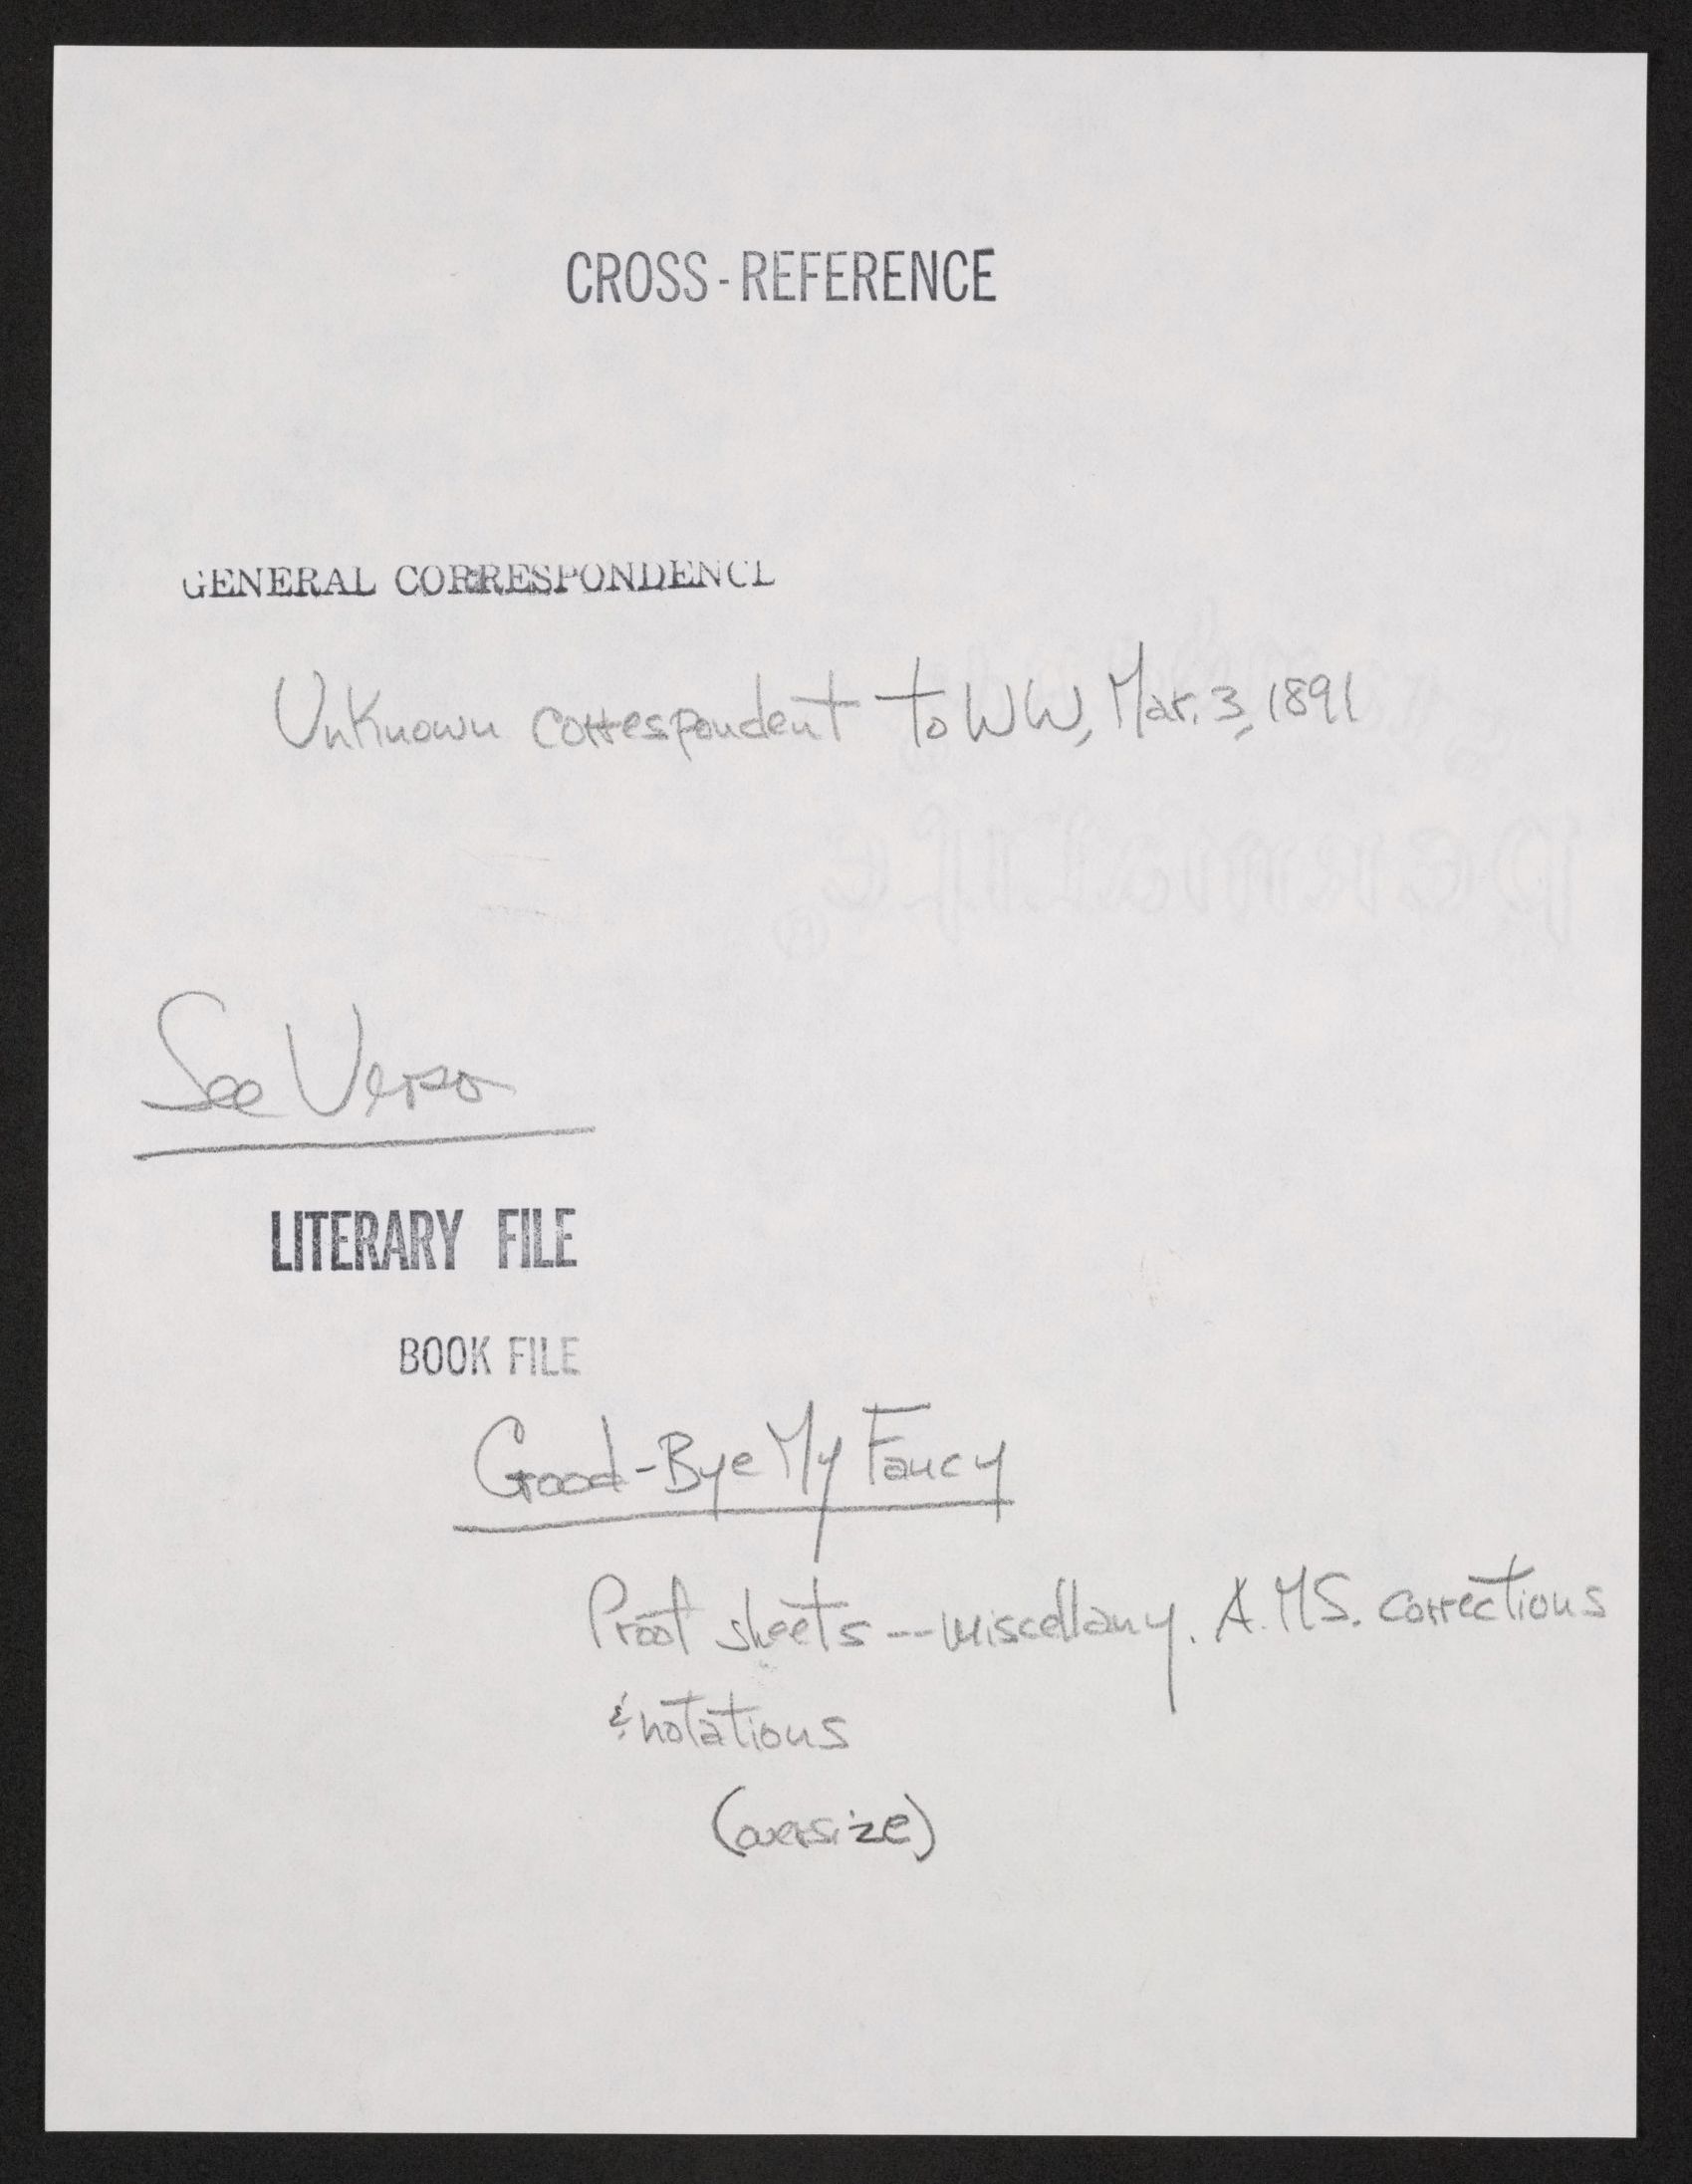 CROSS-REFERENCE
GENERAL CORRESPONDENCE
Unknown correspondent to WW, Mar. 3, 1891
See Verso
LITERARY FILE
BOOK FILE
Good-Bye My Fancy
Proof sheets--miscellany. A.MS. corrections
& notations
(oversize)